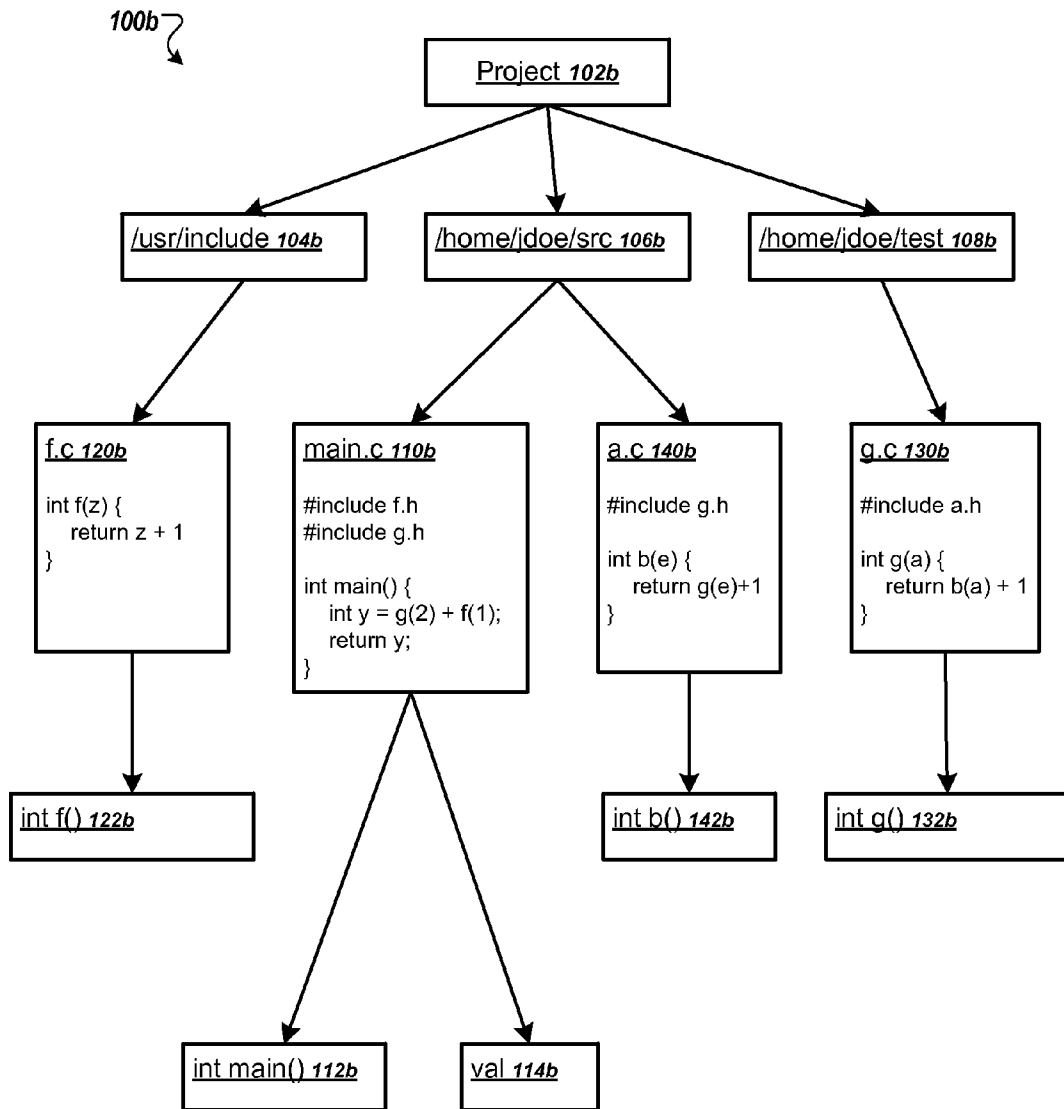 100b
Project 102b
/usr/include 104b
/home/jdoe/src 106b
/home/jdoe/test 108b
f.c 120b
int f(z) {
return z + 1
}
main.c 110b
#include f.h
#include g.h
int main() {
int y = g(2) + f(1);
return y;
}
a.c 140b
#include g.h
int b(e) {
return g(e)+1
}
g.c 130b
#include a.h
int g(a) {
return b(a) + 1
}
int f() 122b
int b() 142b
int g() 132b
int main() 112b
val 114b